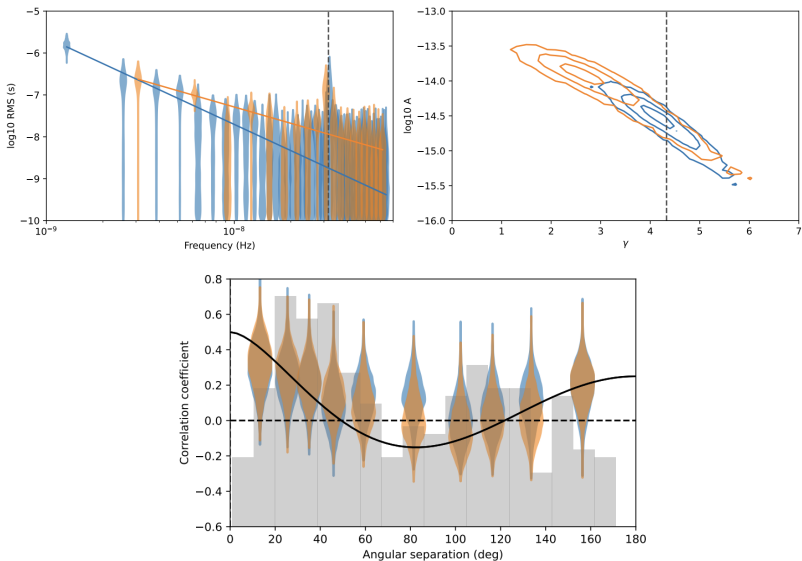 −5
−6
−7
−8
−9
−10
log10 RMS (s)
10−9
10−8
Frequency (Hz)
−13.0
−13.5
−14.0
−14.5
−15.0
−15.5
−16.0
log10 A
0 1 2 3 4 5 6 7
γ
0.8
0.6
0.4
0.2
0.0
−0.2
−0.4
−0.6
Correlation coefficient
0 20 40 60 80 100 120 140 160 180
Angular separation (deg)